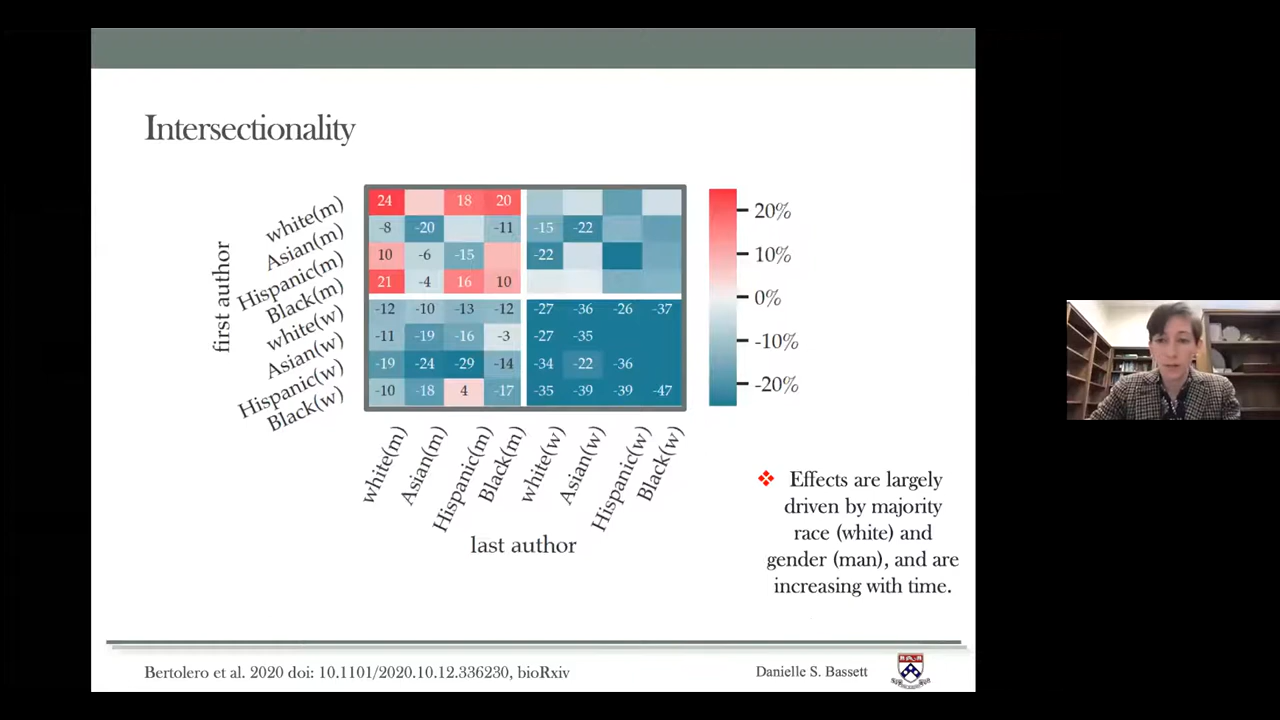 Intersectionality
first author
white(m)
Asian(m)
Hispanic(m)
Black(m)
white(w)
Asian(w)
Hispanic(w)
Black(w)
24 18 20
-8 -20 -11 -15 -22
10 -6 -15 -22
21 -4 16 10
-12 -10 -13 -12 -27 -36 -26 -37
-11 -19 -16 -3 -27 -35
-19 -24 -29 -14 -34 -22 -36
-10 -18 4 -17 -35 -39 -39 -47
white(m) Asian(m) Hispanic(m) Black(m) white(w) Asian(w) Hispanic(w) Black(w)
last author
20%
10%
0%
-10%
-20%
❖ Effects are largely
driven by majority
race (white) and
gender (man), and are
increasing with time.
Bertolero et al. 2020 doi: 10.1101/2020.10.12.336230, bioRxiv
Danielle S. Bassett